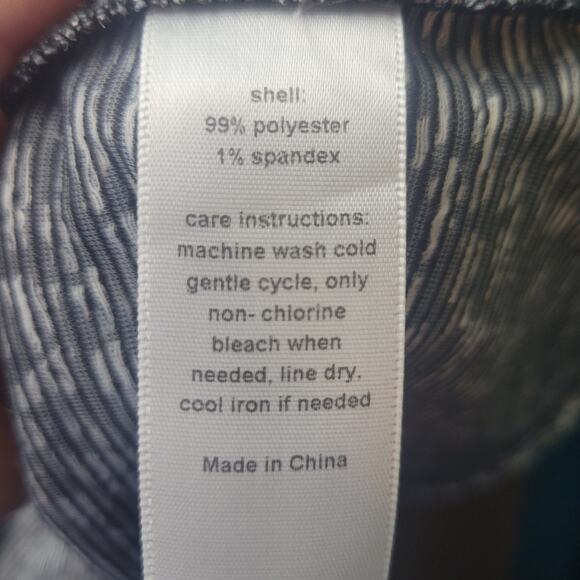 shell:
99% polyester
1% spandex
care instructions:
machine wash cold
gentle cycle, only
non- chlorine
bleach when
needed, line dry,
cool iron if needed
Made in China